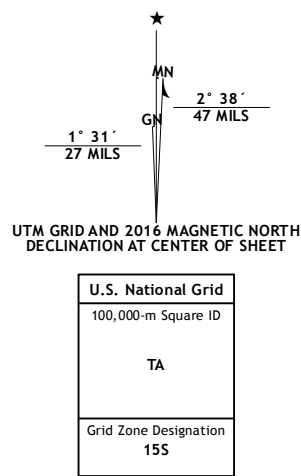 ★
MN
GN
2° 38´
47 MILS
1° 31´
27 MILS
UTM GRID AND 2016 MAGNETIC NORTH
DECLINATION AT CENTER OF SHEET
U.S. National Grid
100,000-m Square ID
TA
Grid Zone Designation
15S